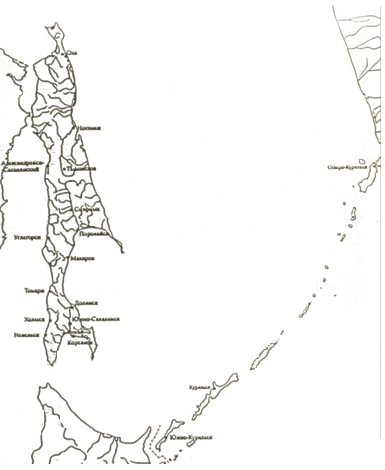 Оха
Ноглики
Александровск-
Сахалинский
Тымовское
Северо-Курильск
Смирных
Поронайск
Углегорск
Макаров
Томари
Долинск
Холмск
Южно-Сахалинск
Невельск
Корсаков
Курильск
Южно-Курильск